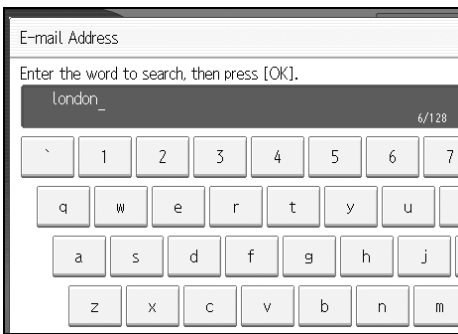 E-mail Address
Enter the word to search, then press [OK].
london_
6/128
` 1 2 3 4 5 6 7
q w e r t y u
a s d f g h j
z x c v b n m